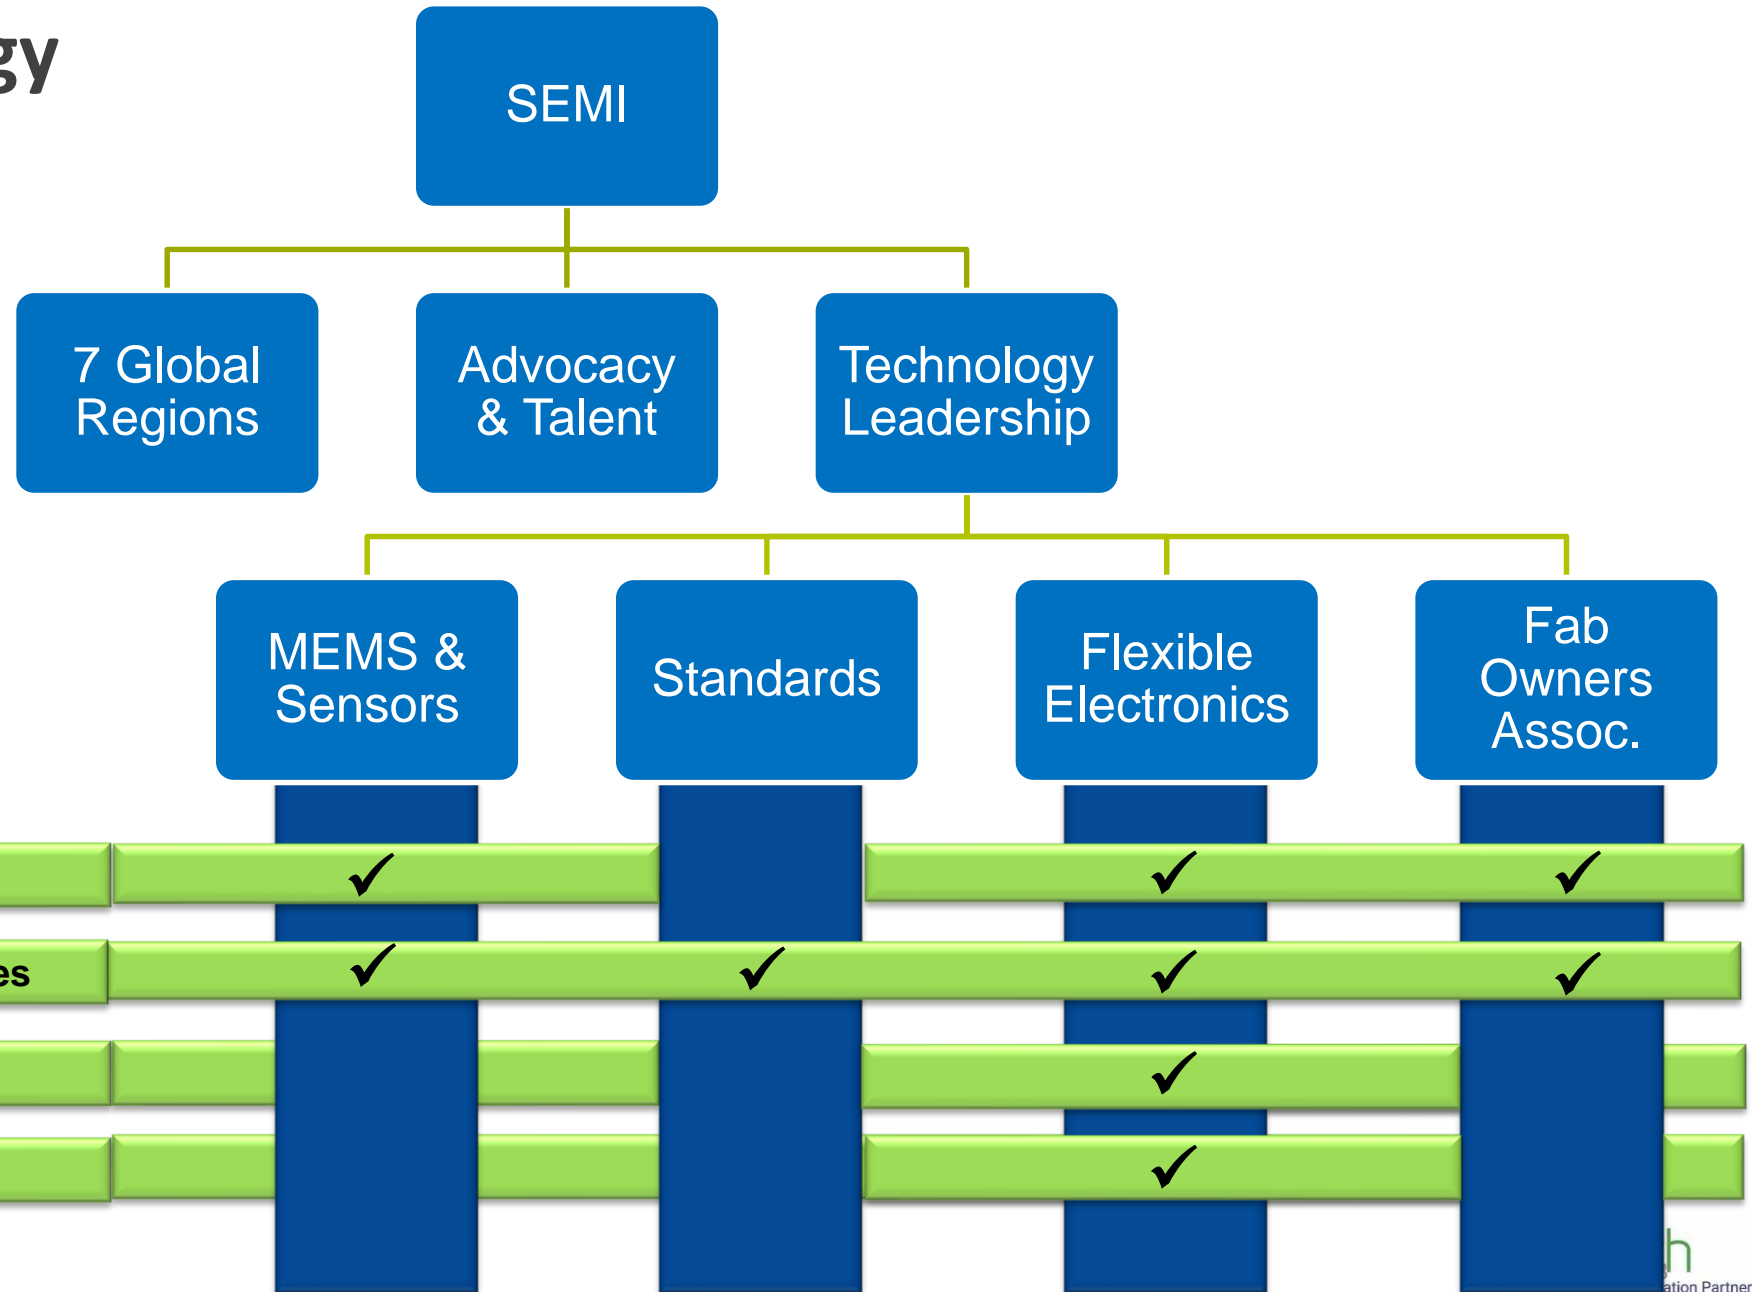 gy
SEMI
7 Global
Regions
Advocacy
& Talent
Technology
Leadership
MEMS &
Sensors
Standards
Flexible
Electronics
Fab
Owners
Assoc.
✓ ✓ ✓
es ✓ ✓ ✓ ✓
✓
✓
h
ation Partner